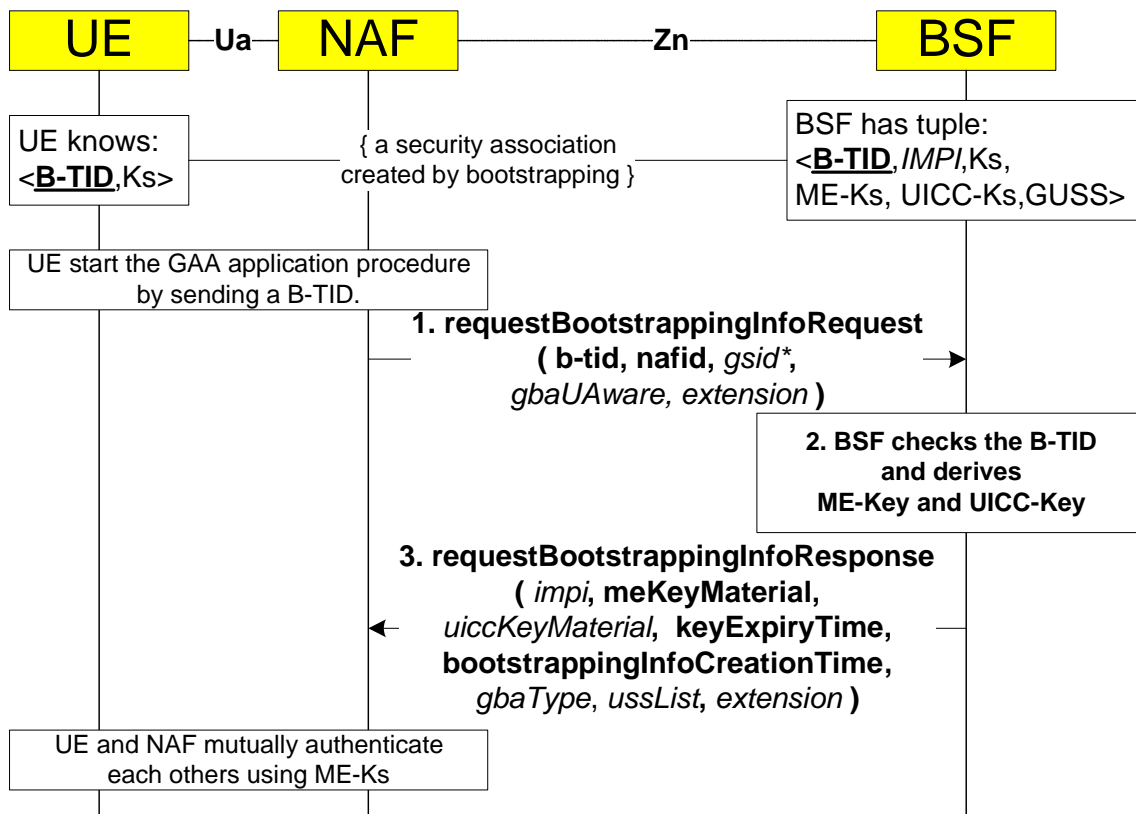 UE
Ua
NAF
Zn
BSF
UE knows:
<B-TID,Ks>
{ a security association
created by bootstrapping }
BSF has tuple:
<B-TID,IMPI,Ks,
ME-Ks, UICC-Ks,GUSS>
UE start the GAA application procedure
by sending a B-TID.
1. requestBootstrappingInfoRequest
( b-tid, nafid, gsid*,
gbaUAware, extension )
2. BSF checks the B-TID
and derives
ME-Key and UICC-Key
3. requestBootstrappingInfoResponse
( impi, meKeyMaterial,
uiccKeyMaterial, keyExpiryTime,
bootstrappingInfoCreationTime,
gbaType, ussList, extension )
UE and NAF mutually authenticate
each others using ME-Ks